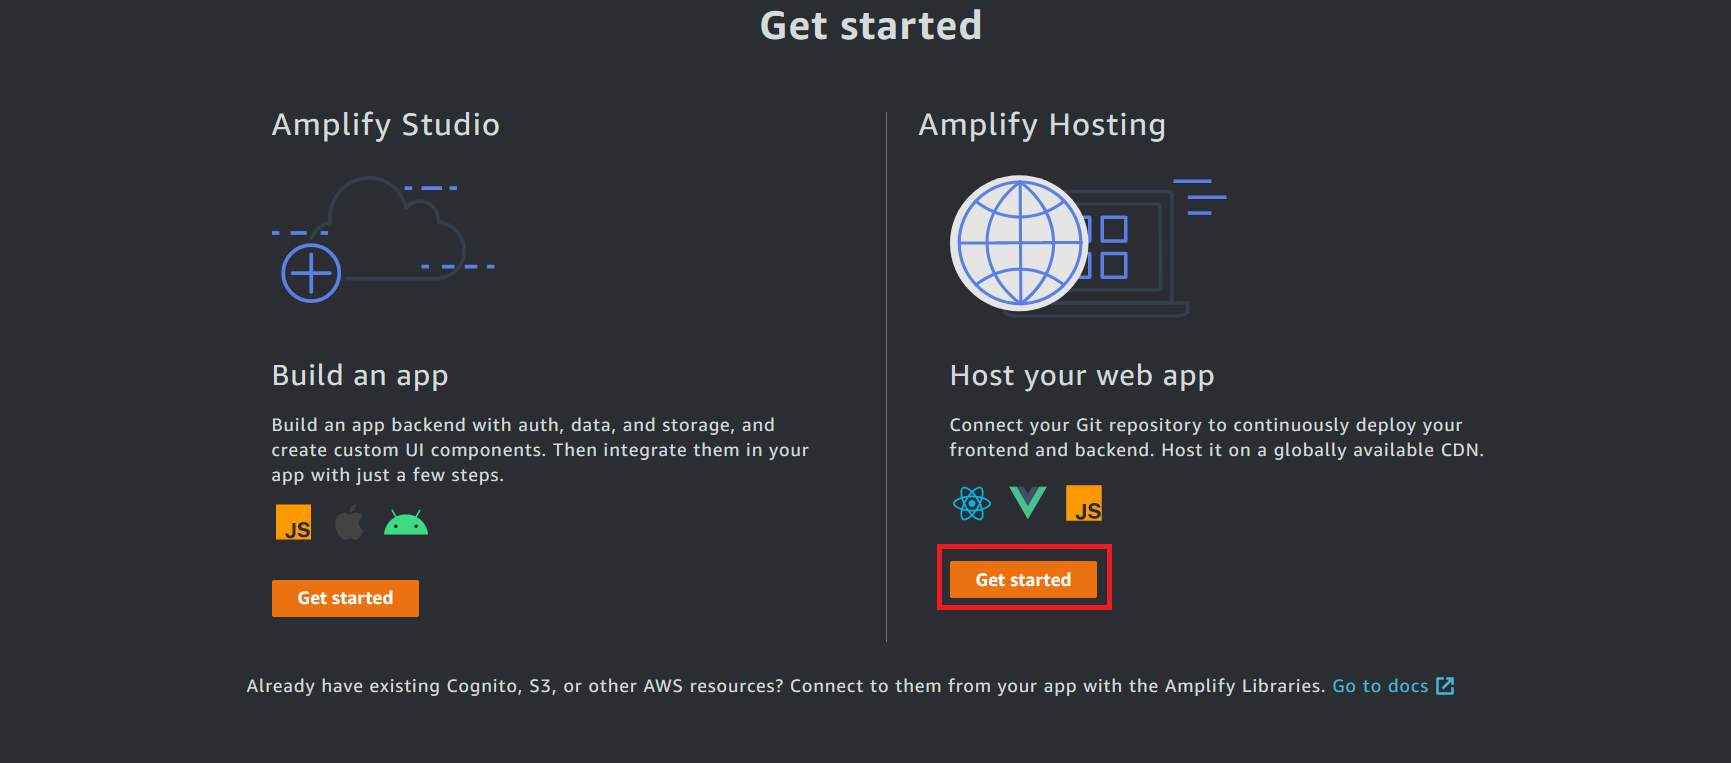 Get started
Amplify Studio
Build an app
Build an app backend with auth, data, and storage, and
create custom UI components. Then integrate them in your
app with just a few steps.
JS
Get started
Amplify Hosting
Host your web app
Connect your Git repository to continuously deploy your
frontend and backend. Host it on a globally available CDN.
JS
Get started
Already have existing Cognito, S3, or other AWS resources? Connect to them from your app with the Amplify Libraries. Go to docs